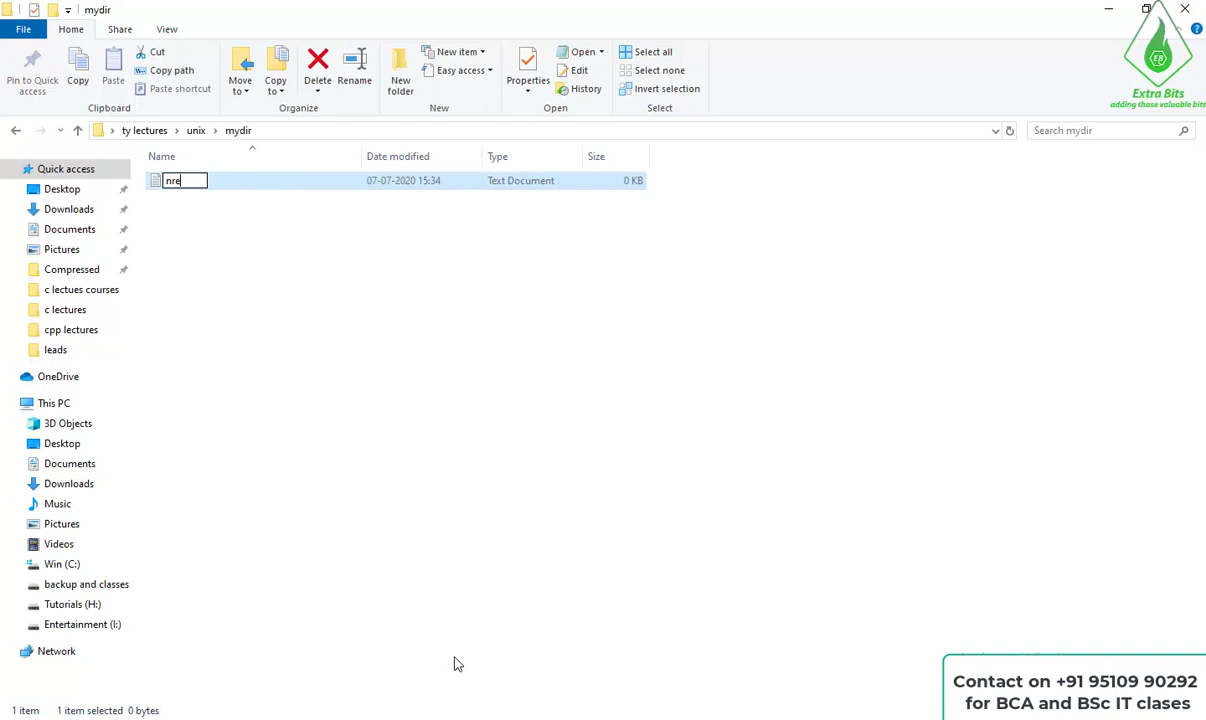 mydir
File Home Share View
Pin to Quick access
Copy
Paste
Cut
Copy path
Paste shortcut
Clipboard
Move to
Copy to
Delete
Rename
Organize
New folder
New item
Easy access
New
Properties
Open
Edit
History
Open
Select all
Select none
Invert selection
Select
EB
Extra Bits
adding those valuable bits
ty lectures > unix > mydir
Search mydir
Name Date modified Type Size
nre 07-07-2020 15:34 Text Document 0 KB
Quick access
Desktop
Downloads
Documents
Pictures
Compressed
c lectues courses
c lectures
cpp lectures
leads
OneDrive
This PC
3D Objects
Desktop
Documents
Downloads
Music
Pictures
Videos
Win (C:)
backup and classes
Tutorials (H:)
Entertainment (I:)
Network
1 item 1 item selected 0 bytes
Contact on +91 95109 90292
for BCA and BSc IT clases